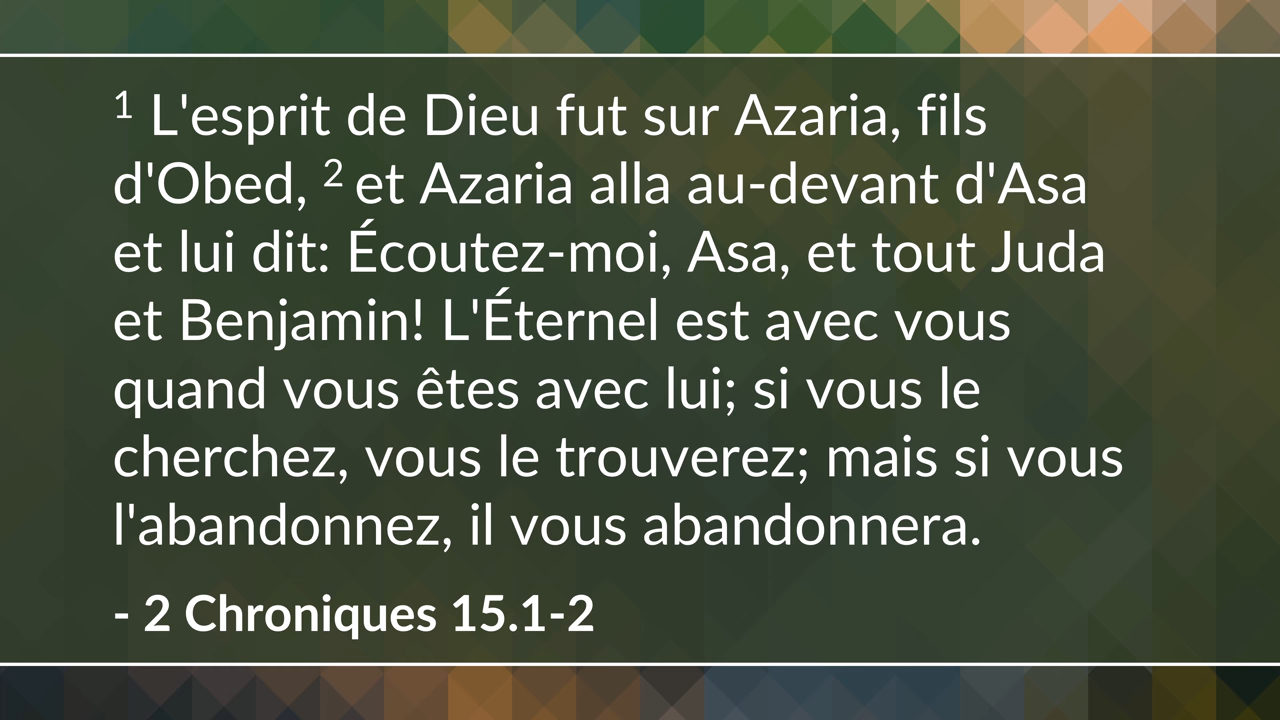 1 L'esprit de Dieu fut sur Azaria, fils
d'Obed, 2 et Azaria alla au-devant d'Asa
et lui dit: Écoutez-moi, Asa, et tout Juda
et Benjamin! L'Éternel est avec vous
quand vous êtes avec lui; si vous le
cherchez, vous le trouverez; mais si vous
l'abandonnez, il vous abandonnera.
- 2 Chroniques 15.1-2